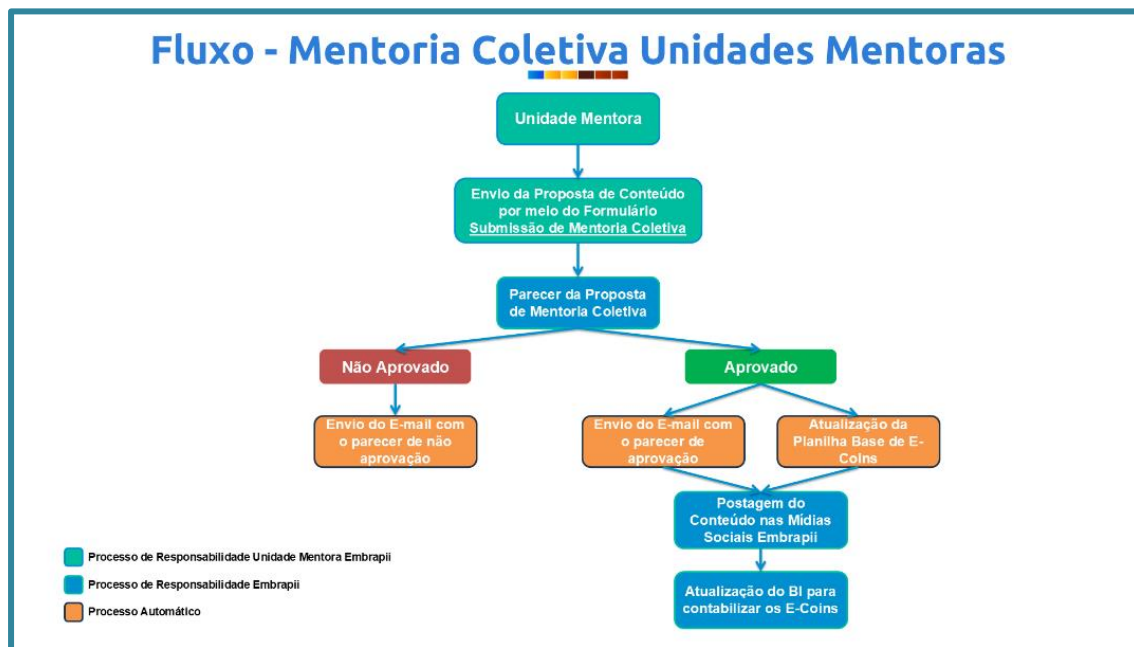 Fluxo - Mentoria Coletiva Unidades Mentoras
Unidade Mentora
Envio da Proposta de Conteúdo
por meio do Formulário
Submissão de Mentoria Coletiva
Parecer da Proposta
de Mentoria Coletiva
Não Aprovado
Aprovado
Envio do E-mail com
o parecer de não
aprovação
Envio do E-mail com
o parecer de
aprovação
Atualização da
Planilha Base de E-
Coins
Postagem do
Conteúdo nas Mídias
Sociais Embrapii
Atualização do BI para
contabilizar os E-Coins
Processo de Responsabilidade Unidade Mentora Embrapii
Processo de Responsabilidade Embrapii
Processo Automático